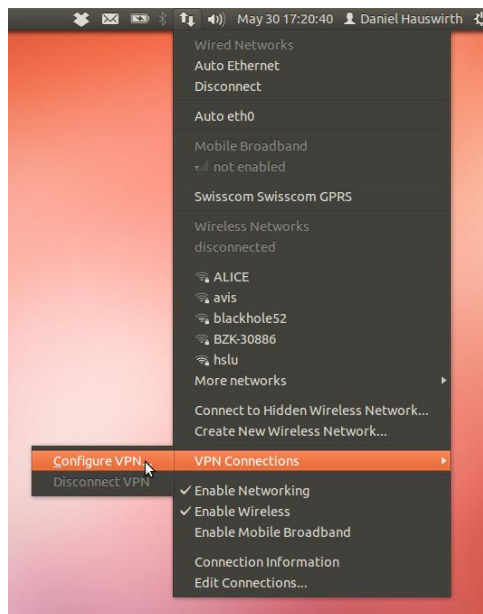 May 30 17:20:40 Daniel Hauswirth
Wired Networks
Auto Ethernet
Disconnect
Auto eth0
Mobile Broadband
not enabled
Swisscom Swisscom GPRS
Wireless Networks
disconnected
ALICE
avis
blackhole52
BZK-30886
hslu
More networks
Connect to Hidden Wireless Network...
Create New Wireless Network...
VPN Connections
Configure VPN...
Disconnect VPN
Enable Networking
Enable Wireless
Enable Mobile Broadband
Connection Information
Edit Connections...